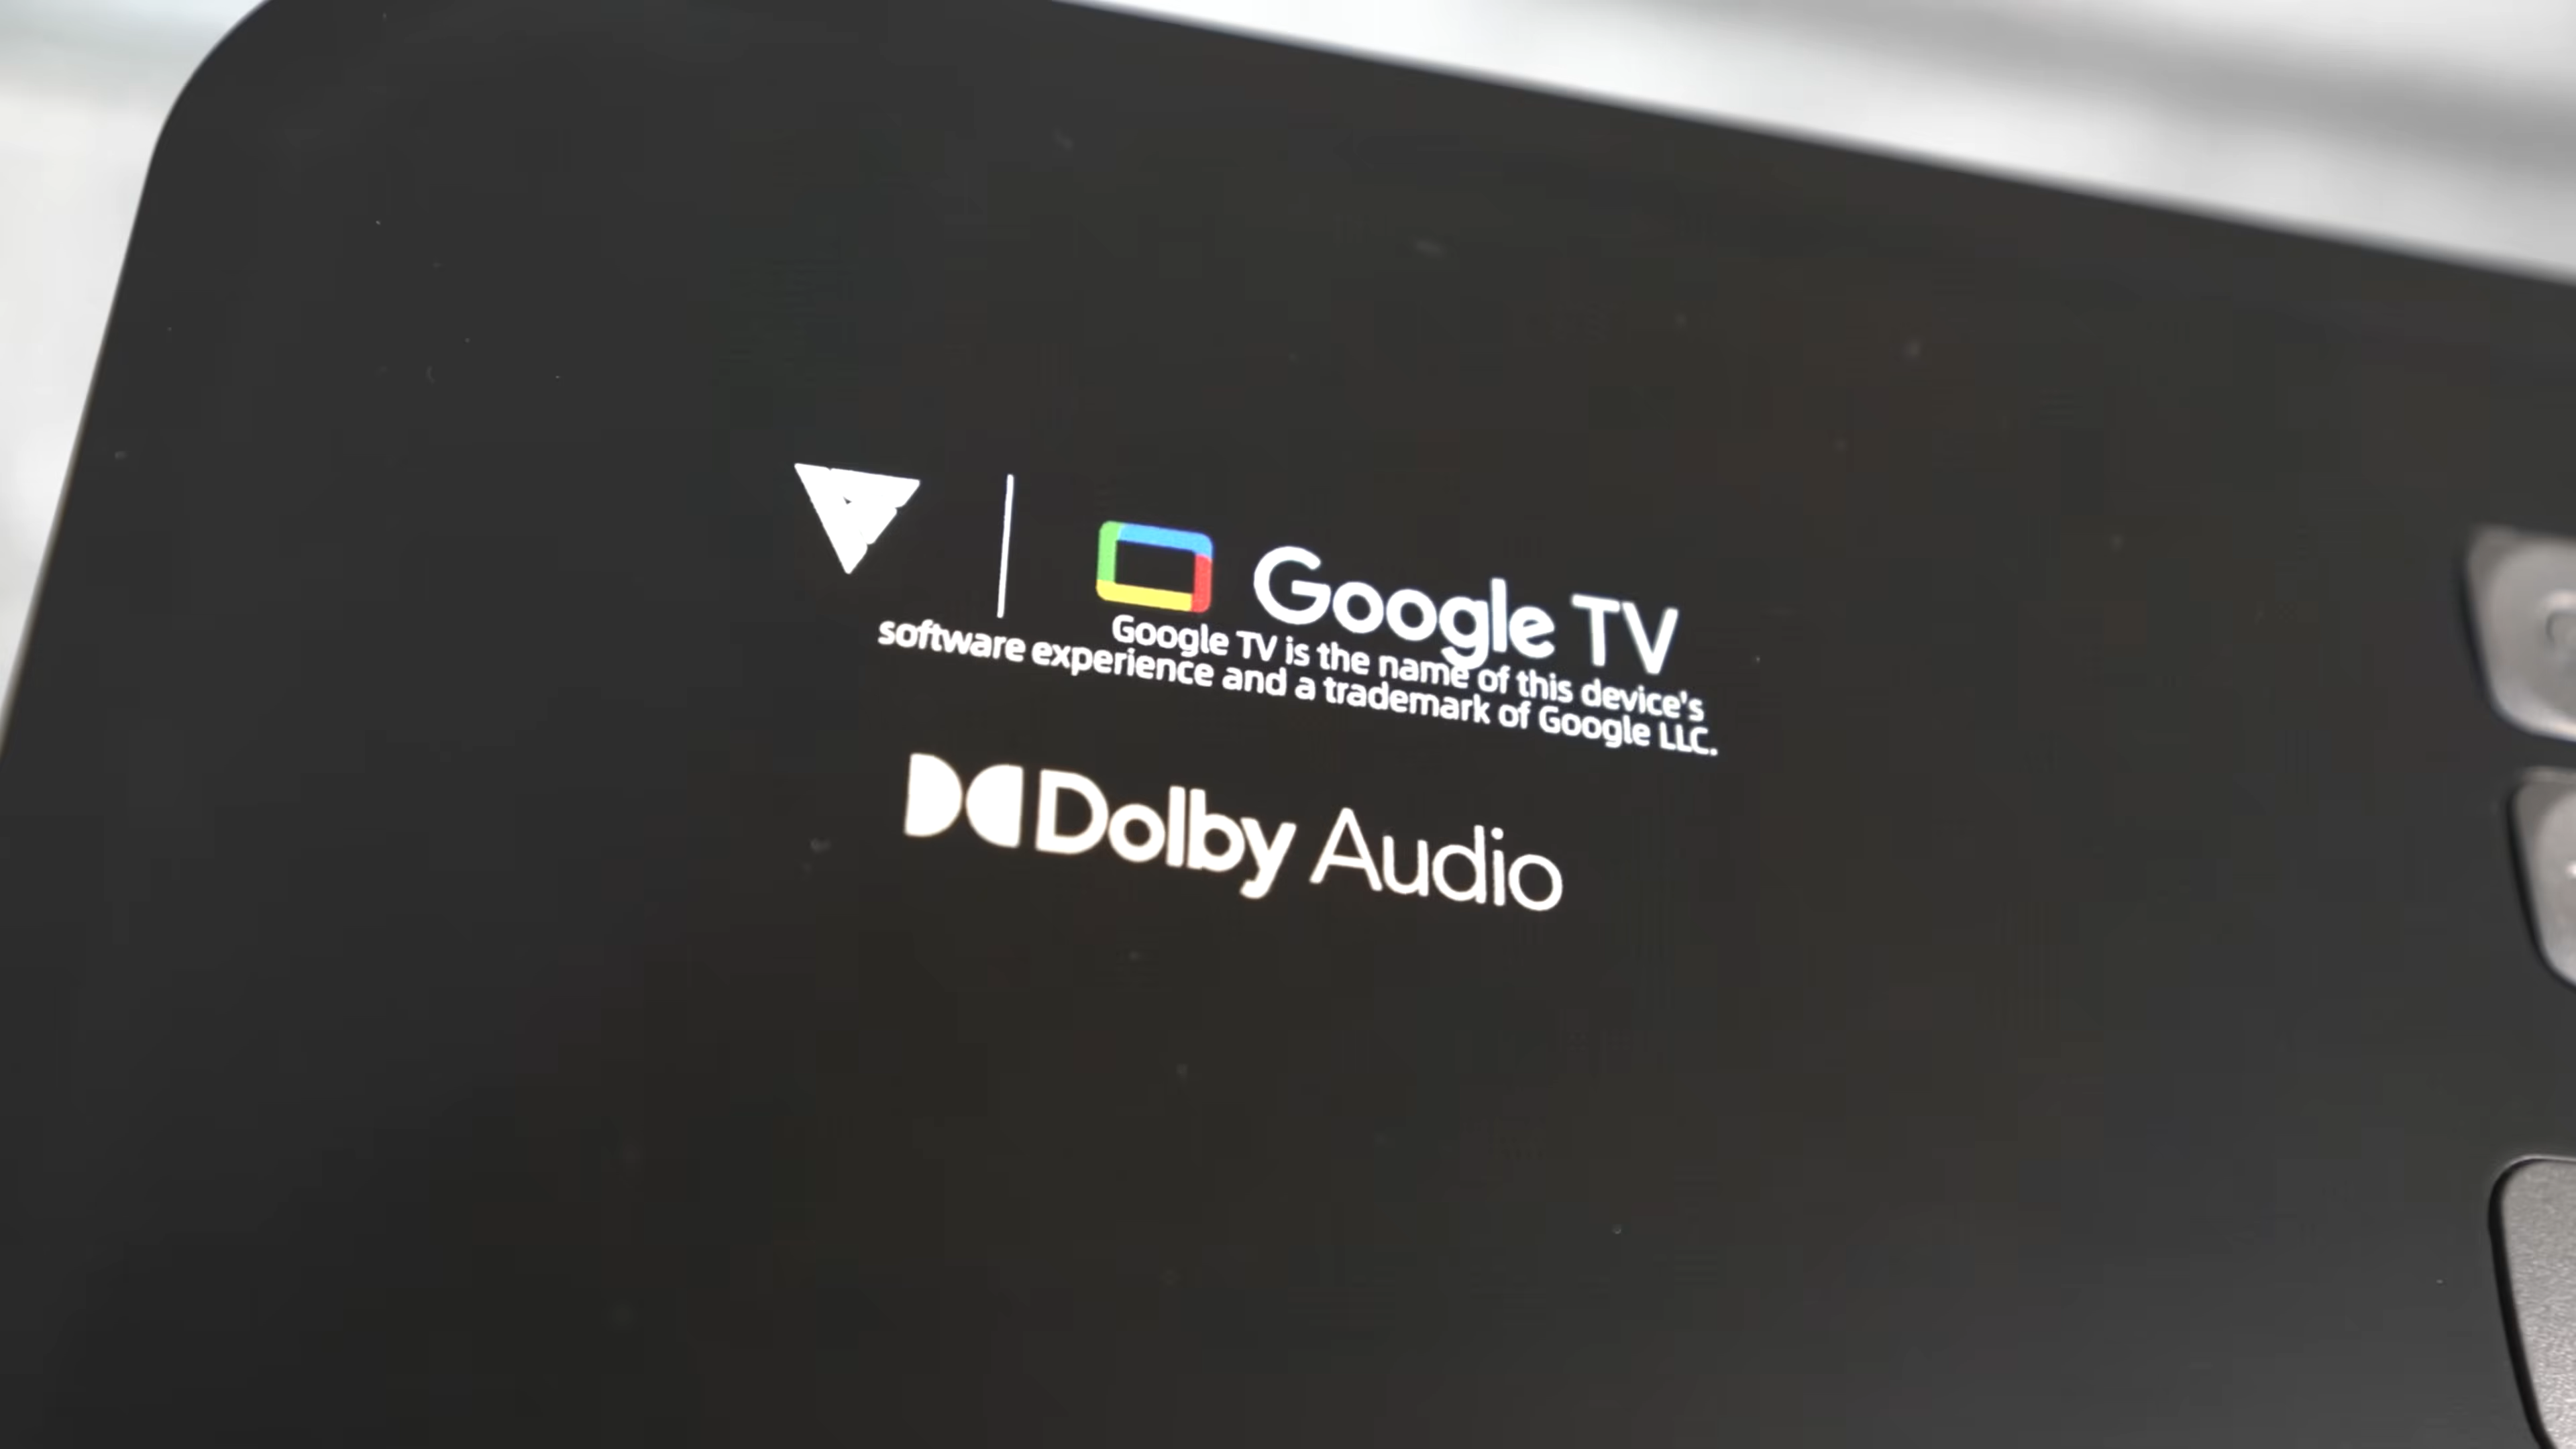 Google TV
Google TV is the name of this device's
software experience and a trademark of Google LLC.
Dolby Audio